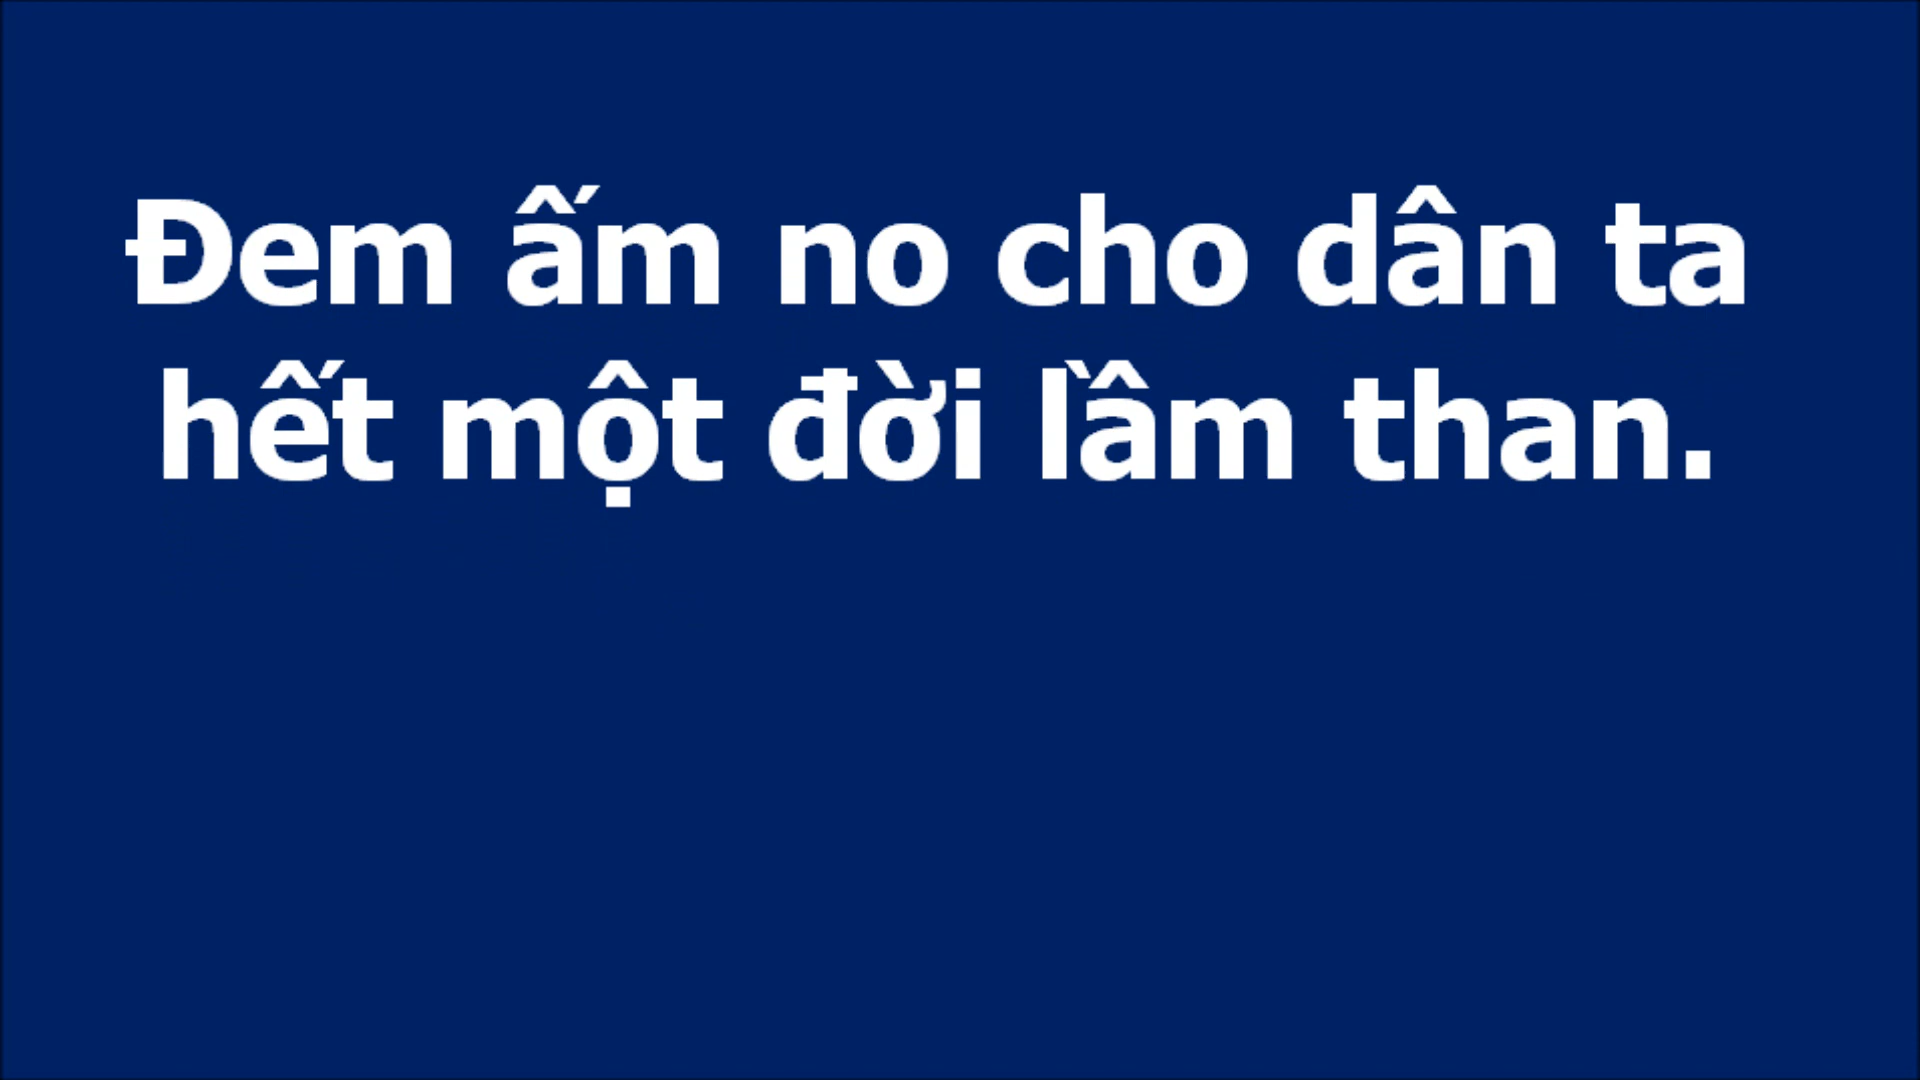 Đem ấm no cho dân ta
hết một đời lầm than.